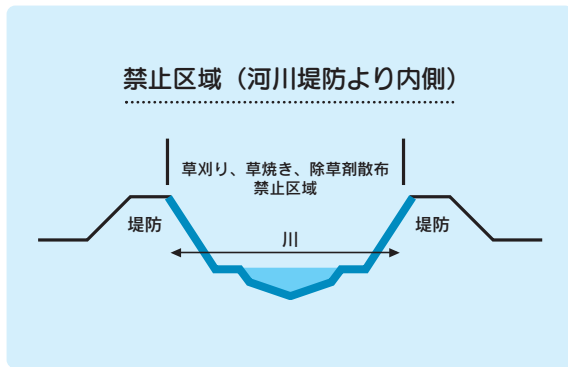 禁止区域（河川堤防より内側）
草刈り、草焼き、除草剤散布
禁止区域
堤防
川
堤防